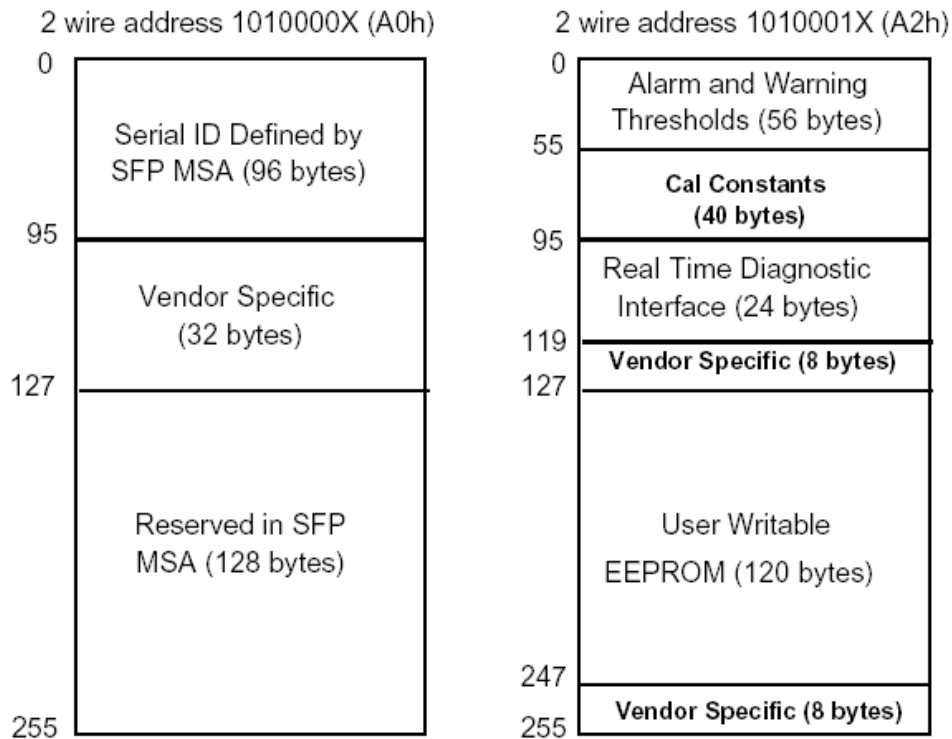 2 wire address 1010000X (A0h)
0
Serial ID Defined by
SFP MSA (96 bytes)
95
Vendor Specific
(32 bytes)
127
Reserved in SFP
MSA (128 bytes)
255
2 wire address 1010001X (A2h)
0
Alarm and Warning
Thresholds (56 bytes)
55
Cal Constants
(40 bytes)
95
Real Time Diagnostic
Interface (24 bytes)
119
Vendor Specific (8 bytes)
127
User Writable
EEPROM (120 bytes)
247
Vendor Specific (8 bytes)
255